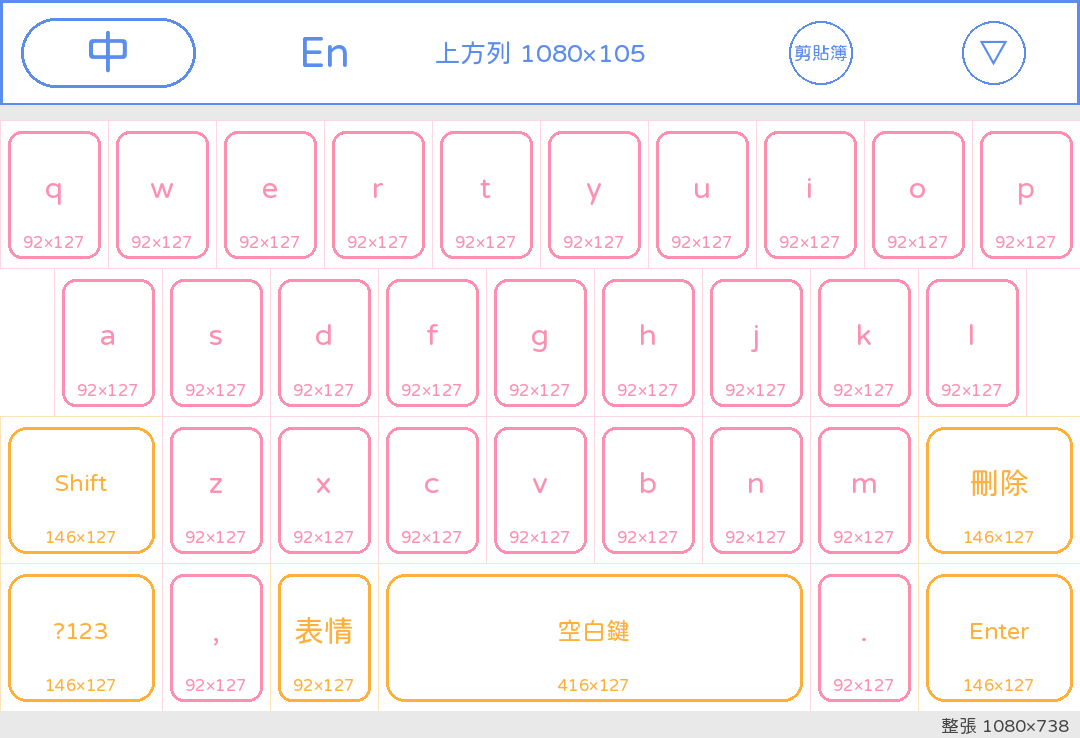 中 En 上方列 1080×105 剪貼簿 ▽
q w e r t y u i o p
92×127 92×127 92×127 92×127 92×127 92×127 92×127 92×127 92×127 92×127
a s d f g h j k l
92×127 92×127 92×127 92×127 92×127 92×127 92×127 92×127 92×127
Shift z x c v b n m 刪除
146×127 92×127 92×127 92×127 92×127 92×127 92×127 92×127 146×127
?123 , 表情 空白鍵 . Enter
146×127 92×127 92×127 416×127 92×127 146×127
整張 1080×738